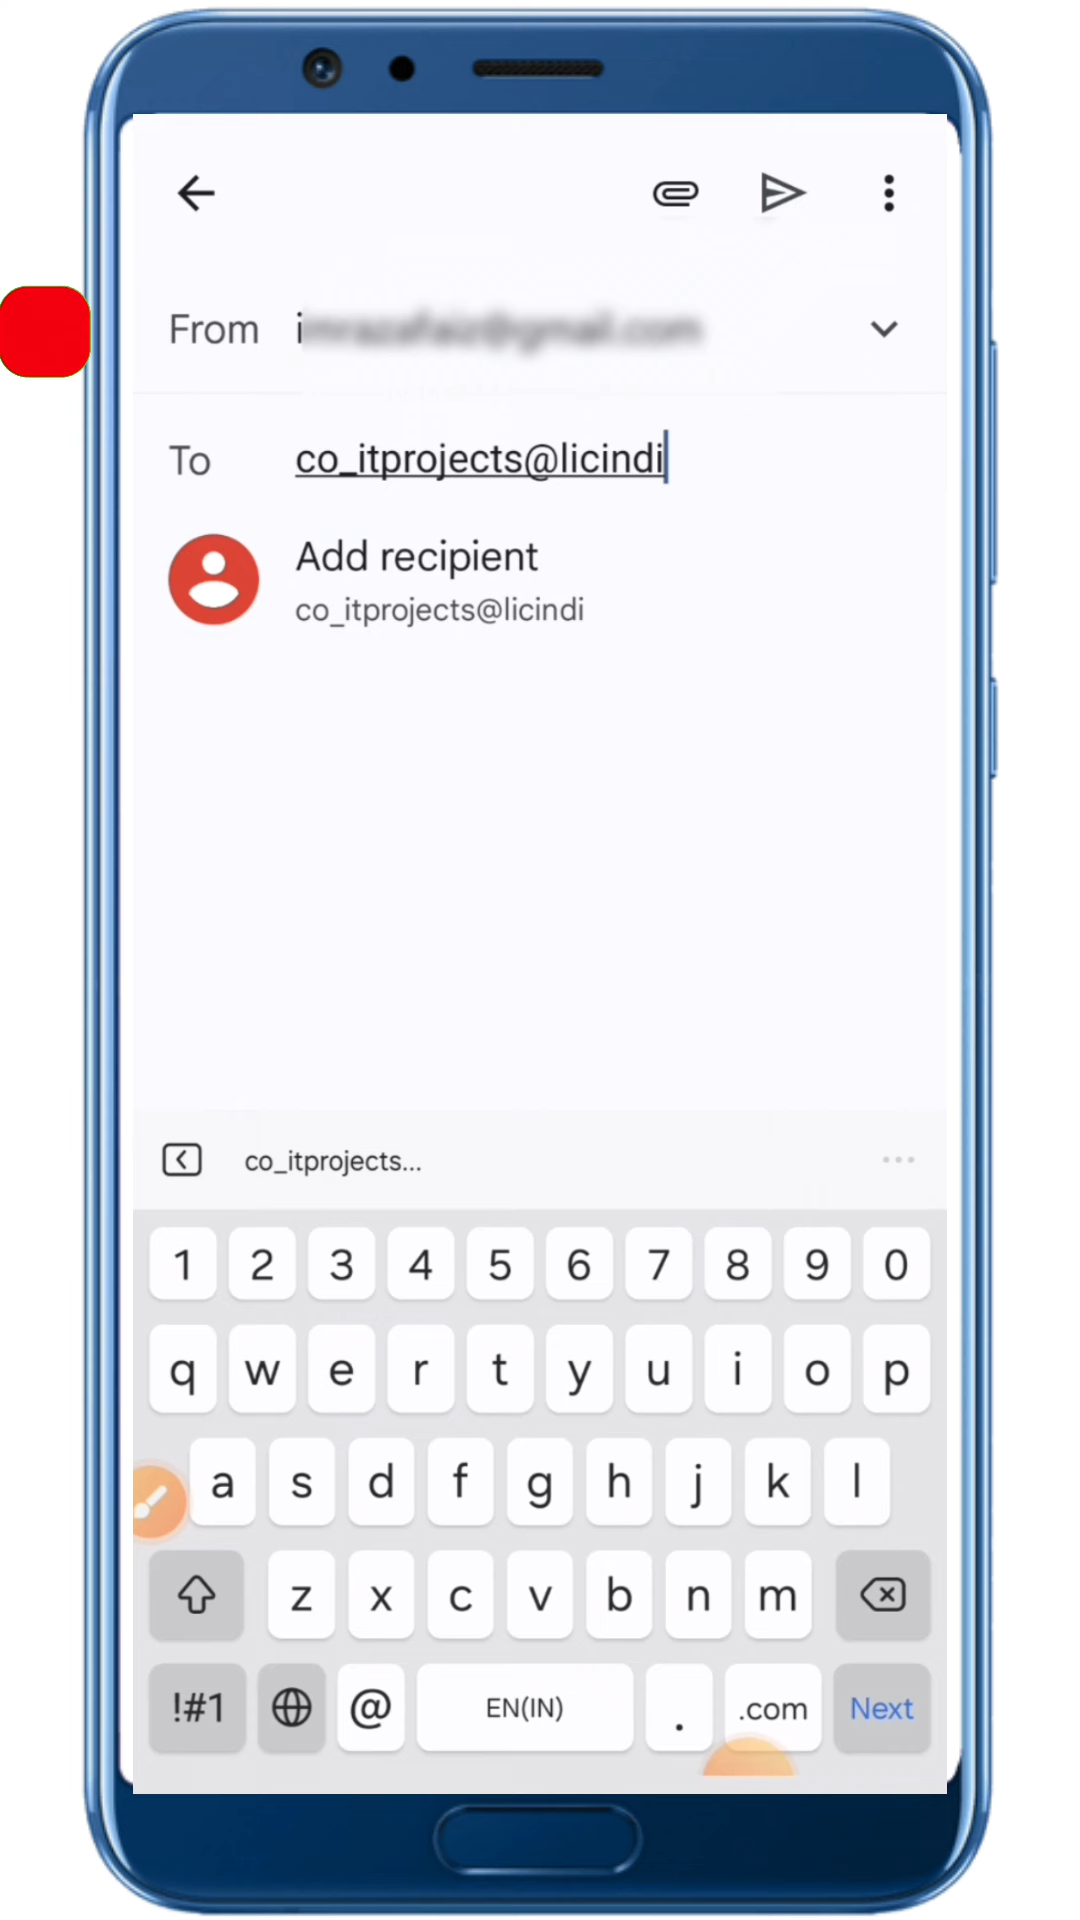 From i
To co_itprojects@licindi
Add recipient
co_itprojects@licindi
co_itprojects...
1 2 3 4 5 6 7 8 9 0
q w e r t y u i o p
a s d f g h j k l
z x c v b n m
!#1 @ EN(IN) . .com Next